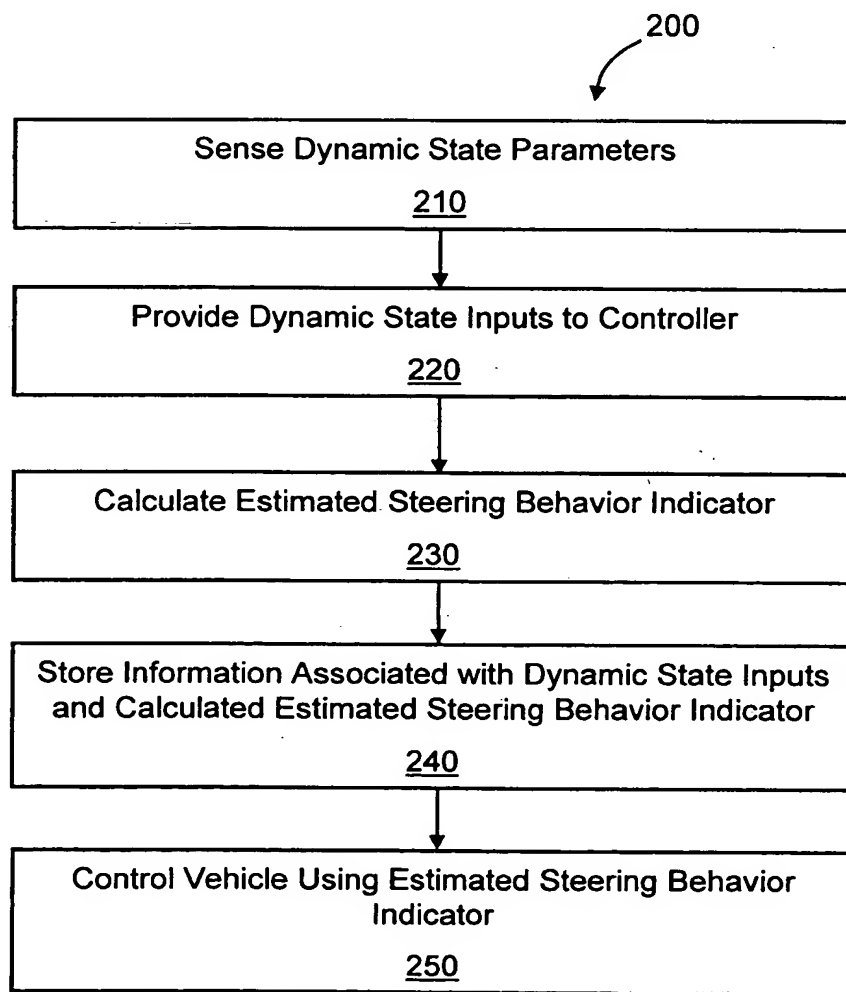 200
Sense Dynamic State Parameters
210
Provide Dynamic State Inputs to Controller
220
Calculate Estimated Steering Behavior Indicator
230
Store Information Associated with Dynamic State Inputs
and Calculated Estimated Steering Behavior Indicator
240
Control Vehicle Using Estimated Steering Behavior
Indicator
250